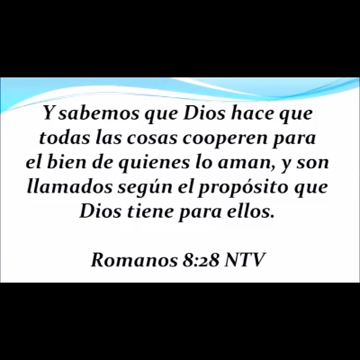 Y sabemos que Dios hace que
todas las cosas cooperen para
el bien de quienes lo aman, y son
llamados según el propósito que
Dios tiene para ellos.
Romanos 8:28 NTV